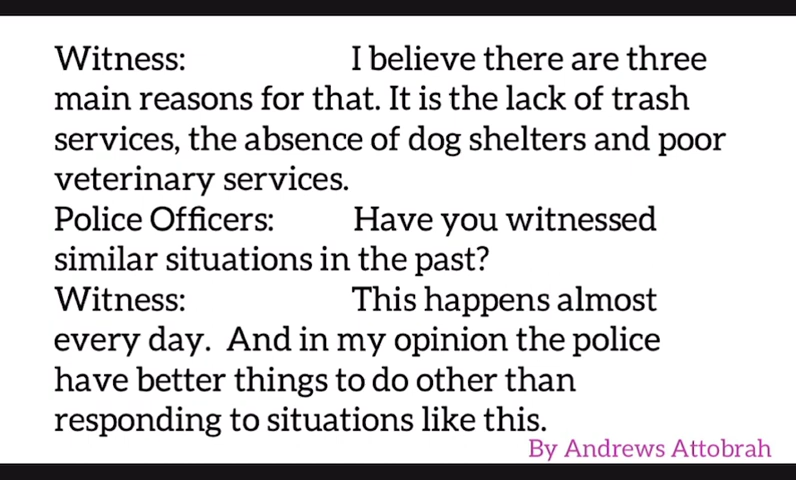 Witness: I believe there are three
main reasons for that. It is the lack of trash
services, the absence of dog shelters and poor
veterinary services.
Police Officers: Have you witnessed
similar situations in the past?
Witness: This happens almost
every day. And in my opinion the police
have better things to do other than
responding to situations like this.
By Andrews Attobrah